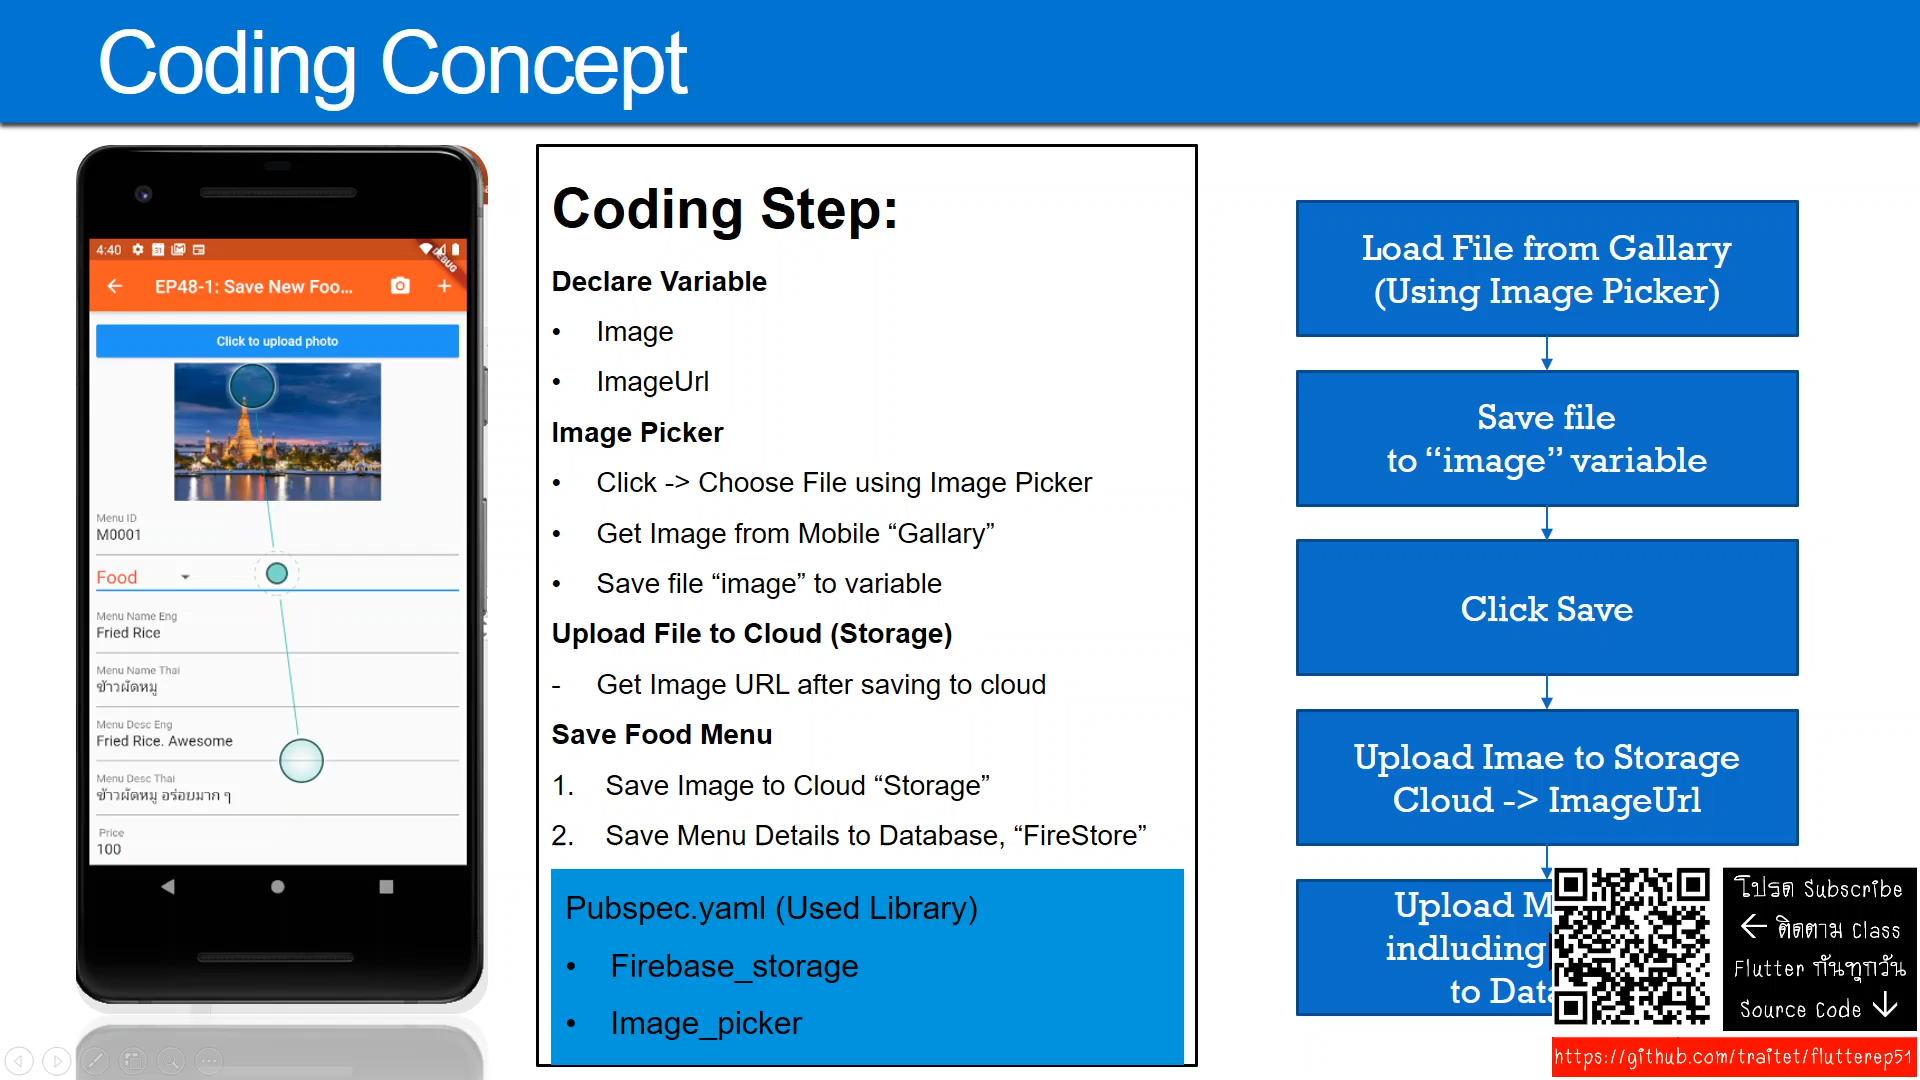 Coding Concept
4:40
31
DEBUG
EP48-1: Save New Foo...
Click to upload photo
Menu ID
M0001
Food
Menu Name Eng
Fried Rice
Menu Name Thai
ข้าวผัดหมู
Menu Desc Eng
Fried Rice. Awesome
Menu Desc Thai
ข้าวผัดหมู อร่อยมาก ๆ
Price
100
Coding Step:
Declare Variable
• Image
• ImageUrl
Image Picker
• Click -> Choose File using Image Picker
• Get Image from Mobile “Gallary”
• Save file “image” to variable
Upload File to Cloud (Storage)
- Get Image URL after saving to cloud
Save Food Menu
1. Save Image to Cloud “Storage”
2. Save Menu Details to Database, “FireStore”
Pubspec.yaml (Used Library)
• Firebase_storage
• Image_picker
Load File from Gallary
(Using Image Picker)
Save file
to “image” variable
Click Save
Upload Imae to Storage
Cloud -> ImageUrl
Upload M
indluding
to Data
โปรด Subscribe
← ติดตาม Class
Flutter กันทุกวัน
Source Code ↓
https://github.com/traitet/flutterep51